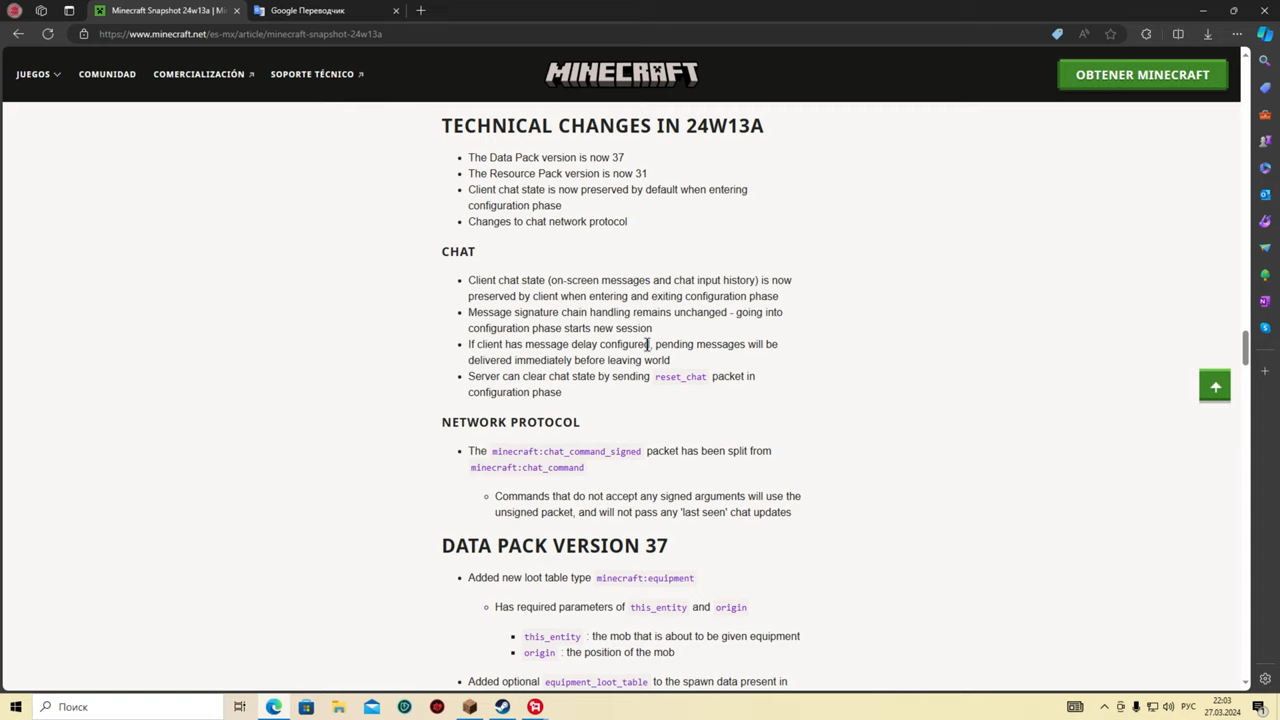 Minecraft Snapshot 24w13a | Mi
Google Переводчик
https://www.minecraft.net/es-mx/article/minecraft-snapshot-24w13a
JUEGOS
COMUNIDAD
COMERCIALIZACIÓN
SOPORTE TÉCNICO
MINECRAFT
OBTENER MINECRAFT
TECHNICAL CHANGES IN 24W13A
The Data Pack version is now 37
The Resource Pack version is now 31
Client chat state is now preserved by default when entering
configuration phase
Changes to chat network protocol
CHAT
Client chat state (on-screen messages and chat input history) is now
preserved by client when entering and exiting configuration phase
Message signature chain handling remains unchanged - going into
configuration phase starts new session
If client has message delay configured, pending messages will be
delivered immediately before leaving world
Server can clear chat state by sending reset_chat packet in
configuration phase
NETWORK PROTOCOL
The minecraft:chat_command_signed packet has been split from
minecraft:chat_command
Commands that do not accept any signed arguments will use the
unsigned packet, and will not pass any 'last seen' chat updates
DATA PACK VERSION 37
Added new loot table type minecraft:equipment
Has required parameters of this_entity and origin
this_entity : the mob that is about to be given equipment
origin : the position of the mob
Added optional equipment_loot_table to the spawn data present in
Поиск
РУС
22:03
27.03.2024